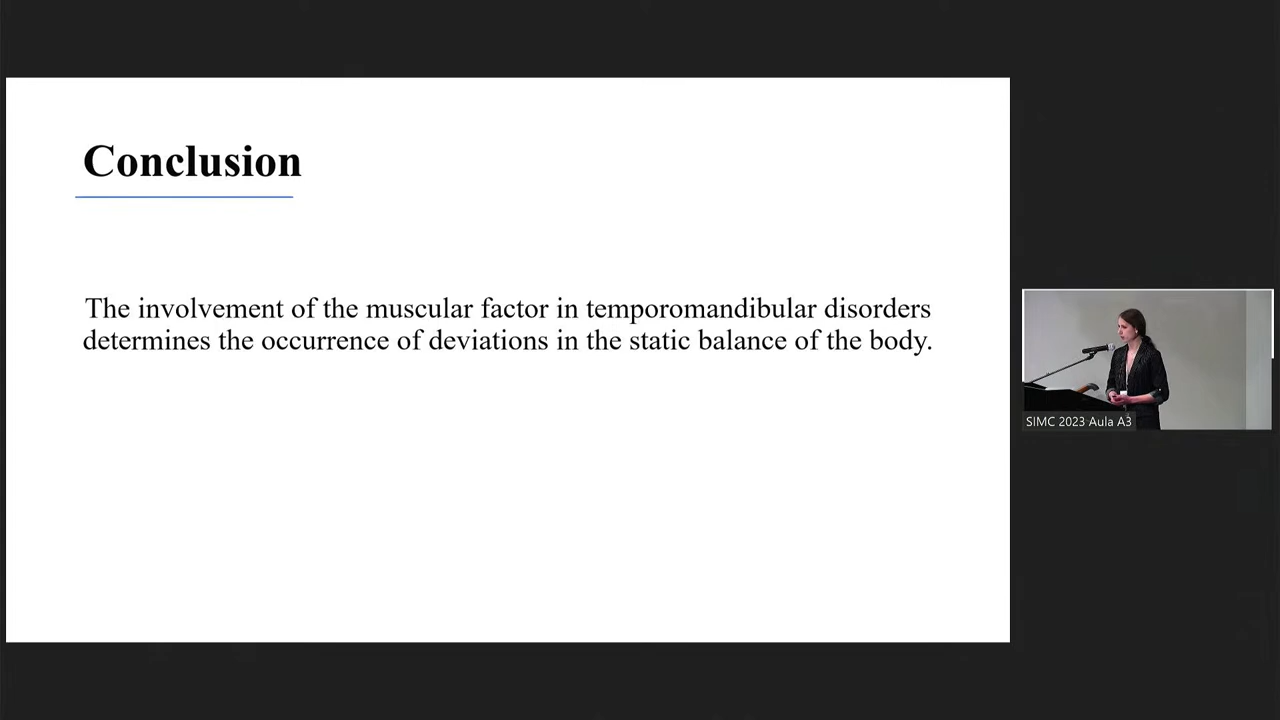 Conclusion
The involvement of the muscular factor in temporomandibular disorders
determines the occurrence of deviations in the static balance of the body.
SIMC 2023 Aula A3